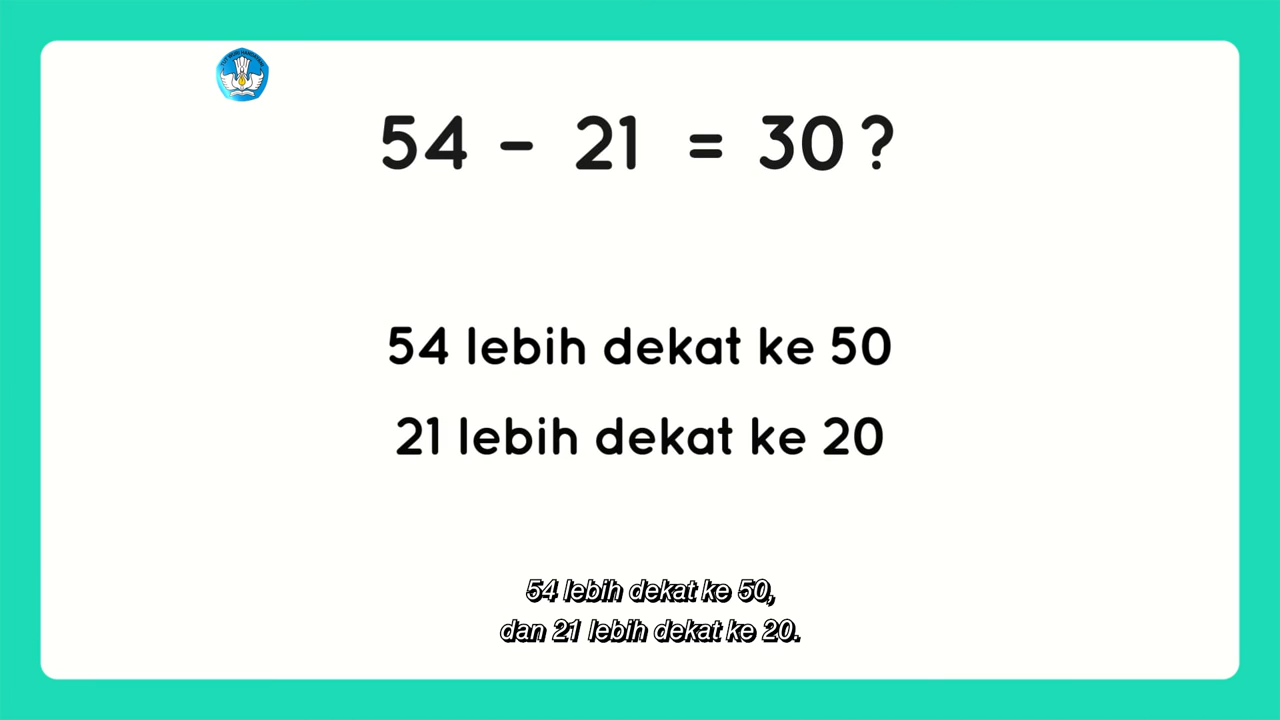 54 - 21 = 30?
54 lebih dekat ke 50
21 lebih dekat ke 20
54 lebih dekat ke 50,
dan 21 lebih dekat ke 20.